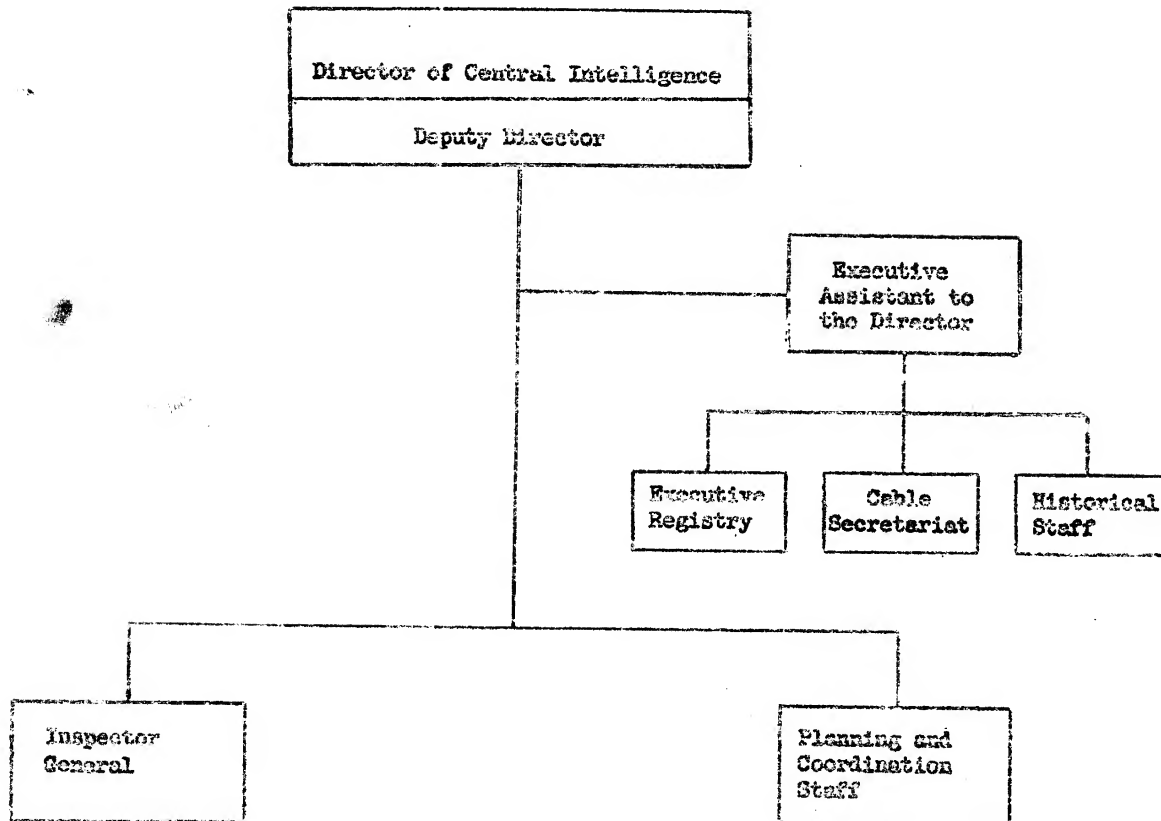 Director of Central Intelligence
Deputy Director
Executive
Assistant to
the Director
Executive
Registry
Cable
Secretariat
Historical
Staff
Inspector
General
Planning and
Coordination
Staff